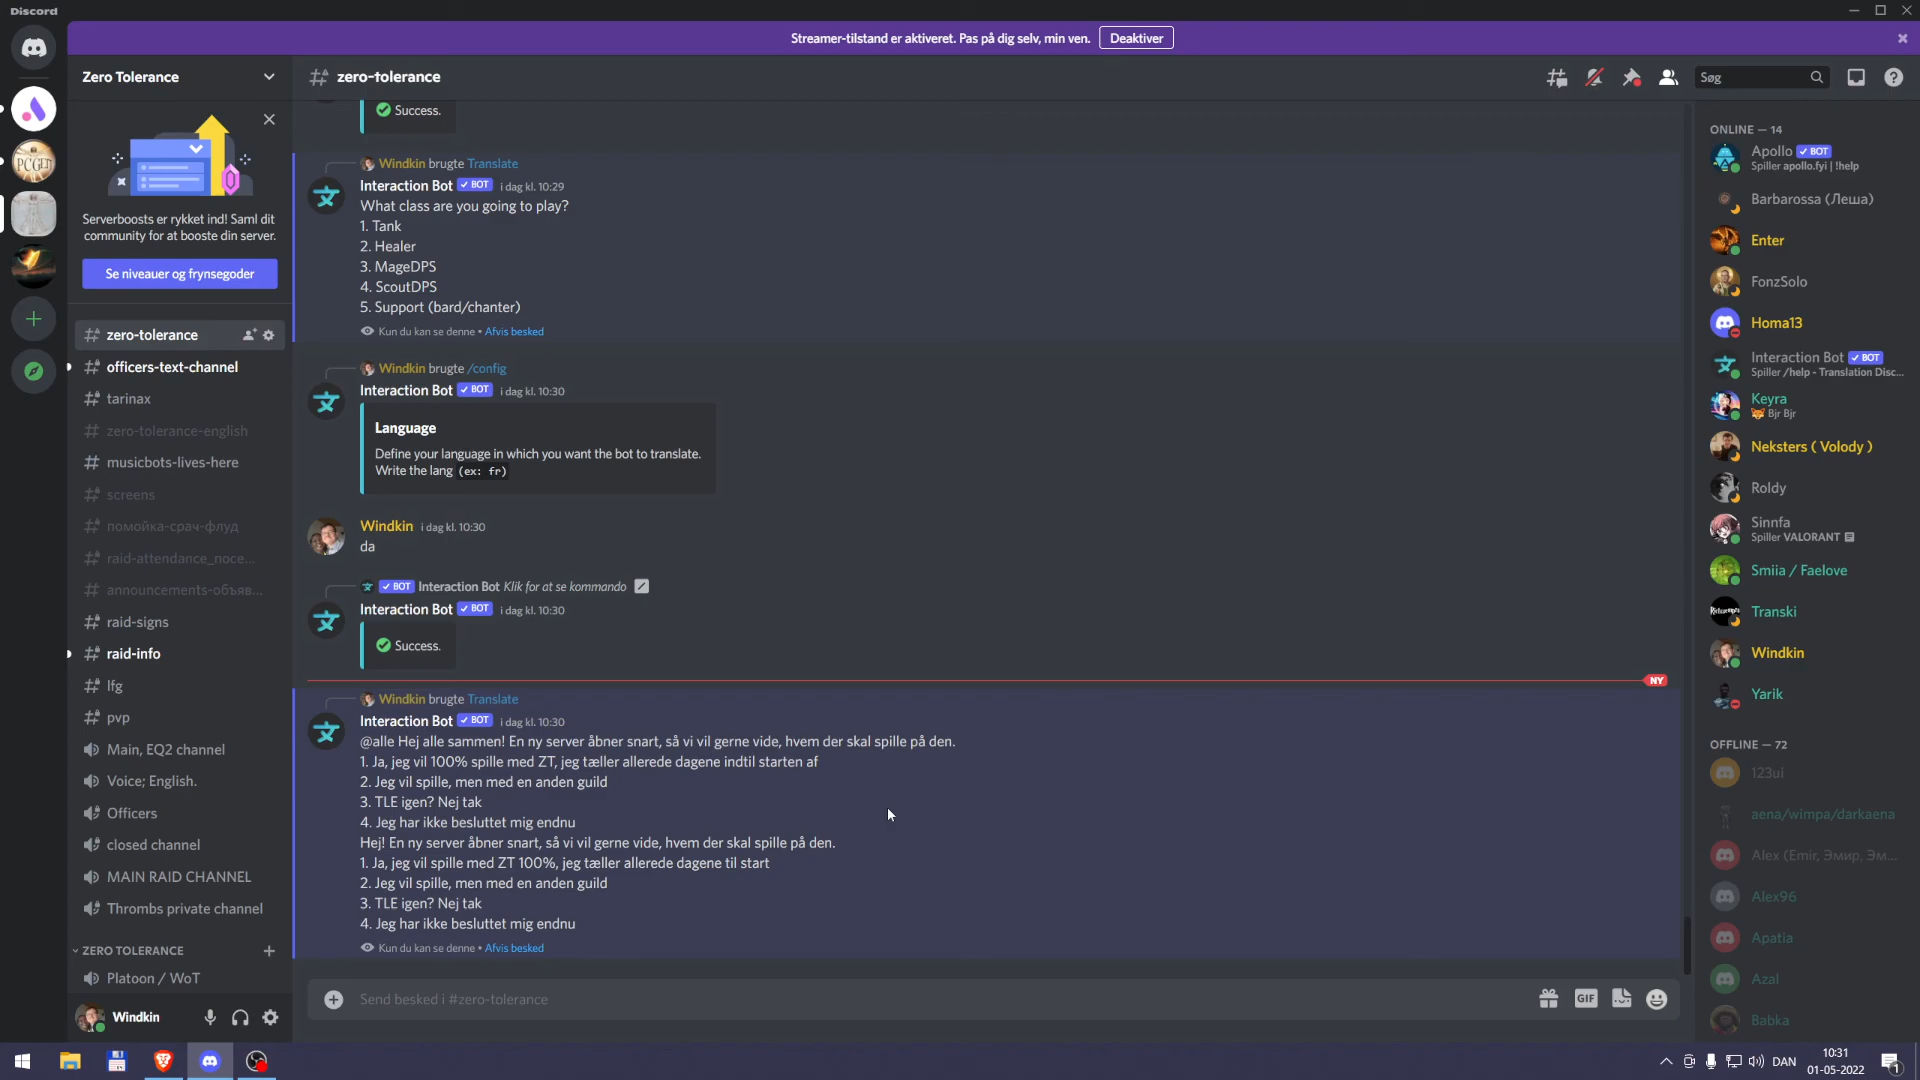 Discord
Streamer-tilstand er aktiveret. Pas på dig selv, min ven.
Deaktiver
Zero Tolerance
zero-tolerance
Søg
Serverboosts er rykket ind! Saml dit
community for at booste din server.
Se niveauer og frynsegoder
zero-tolerance
officers-text-channel
tarinax
zero-tolerance-english
musicbots-lives-here
screens
помойка-срач-флуд
raid-attendance_посе...
announcements-объяв...
raid-signs
raid-info
lfg
pvp
Main, EQ2 channel
Voice; English.
Officers
closed channel
MAIN RAID CHANNEL
Thrombs private channel
ZERO TOLERANCE
Platoon / WoT
Windkin
Success.
Windkin brugte Translate
Interaction Bot BOT i dag kl. 10:29
What class are you going to play?
1. Tank
2. Healer
3. MageDPS
4. ScoutDPS
5. Support (bard/chanter)
Kun du kan se denne • Afvis besked
Windkin brugte /config
Interaction Bot BOT i dag kl. 10:30
Language
Define your language in which you want the bot to translate.
Write the lang (ex: fr)
Windkin i dag kl. 10:30
da
BOT Interaction Bot Klik for at se kommando
Interaction Bot BOT i dag kl. 10:30
Success.
NY
Windkin brugte Translate
Interaction Bot BOT i dag kl. 10:30
@alle Hej alle sammen! En ny server åbner snart, så vi vil gerne vide, hvem der skal spille på den.
1. Ja, jeg vil 100% spille med ZT, jeg tæller allerede dagene indtil starten af
2. Jeg vil spille, men med en anden guild
3. TLE igen? Nej tak
4. Jeg har ikke besluttet mig endnu
Hej! En ny server åbner snart, så vi vil gerne vide, hvem der skal spille på den.
1. Ja, jeg vil spille med ZT 100%, jeg tæller allerede dagene til start
2. Jeg vil spille, men med en anden guild
3. TLE igen? Nej tak
4. Jeg har ikke besluttet mig endnu
Kun du kan se denne • Afvis besked
Send besked i #zero-tolerance
GIF
ONLINE — 14
Apollo BOT
Spiller apollo.fyi | !help
Barbarossa (Леша)
Enter
FonzSolo
Homa13
Interaction Bot BOT
Spiller /help - Translation Disc...
Keyra
Bjr Bjr
Neksters ( Volody )
Roldy
Sinnfa
Spiller VALORANT
Smiia / Faelove
Transki
Windkin
Yarik
OFFLINE — 72
123ui
aena/wimpa/darkaena
Alex (Emir, Эмир, Эм...
Alex96
Apatia
Azal
Babka
DAN
10:31
01-05-2022
1